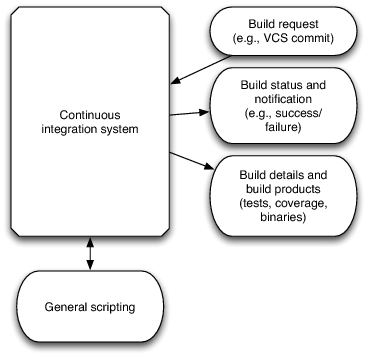 Build request
(e.g., VCS commit)
Continuous
integration system
Build status and
notification
(e.g., success/
failure)
Build details and
build products
(tests, coverage,
binaries)
General scripting